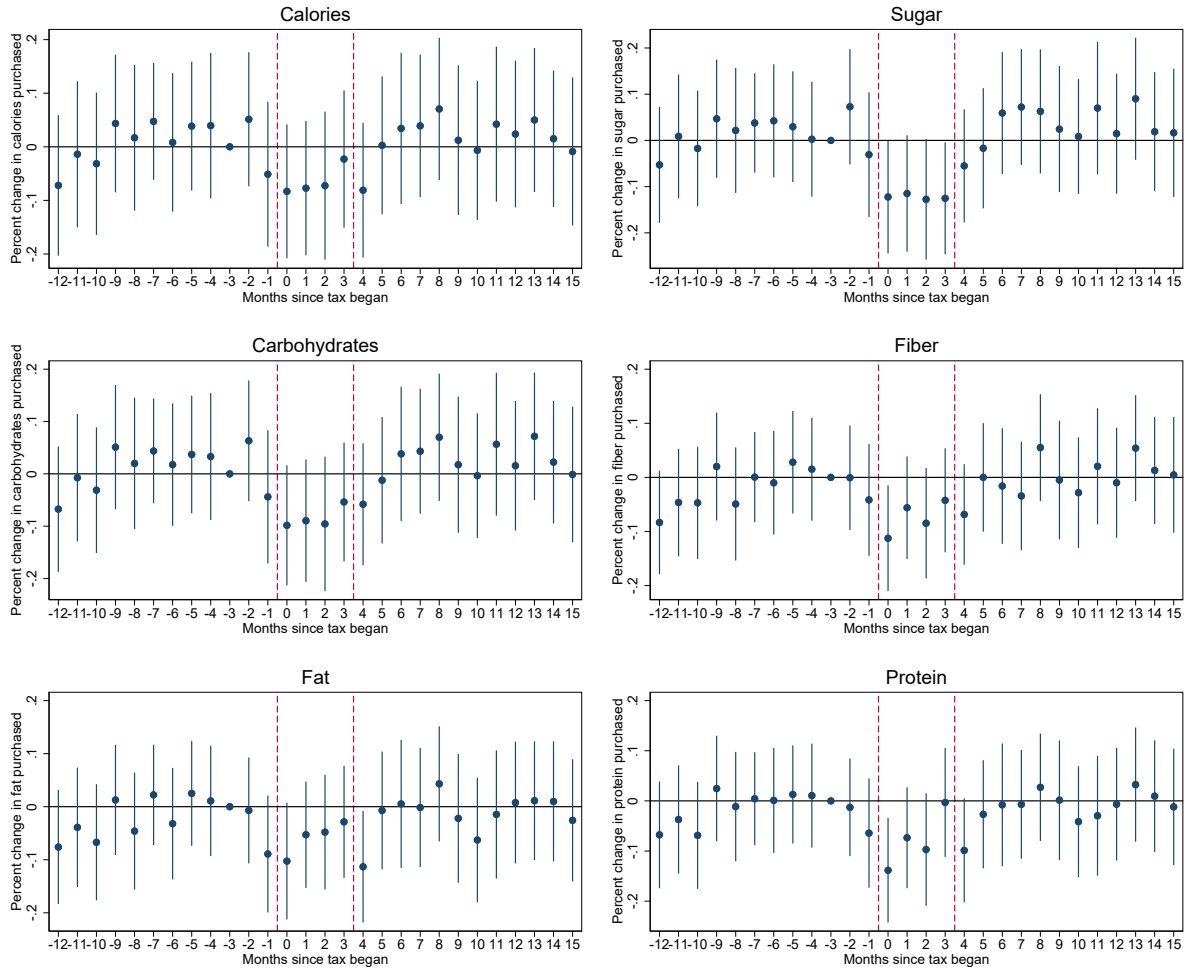 Calories
Percent change in calories purchased
.2
.1
0
-.1
-.2
-12 -11 -10 -9 -8 -7 -6 -5 -4 -3 -2 -1 0 1 2 3 4 5 6 7 8 9 10 11 12 13 14 15
Months since tax began
Sugar
Percent change in sugar purchased
.2
.1
0
-.1
-.2
-12 -11 -10 -9 -8 -7 -6 -5 -4 -3 -2 -1 0 1 2 3 4 5 6 7 8 9 10 11 12 13 14 15
Months since tax began
Carbohydrates
Percent change in carbohydrates purchased
.2
.1
0
-.1
-.2
-12 -11 -10 -9 -8 -7 -6 -5 -4 -3 -2 -1 0 1 2 3 4 5 6 7 8 9 10 11 12 13 14 15
Months since tax began
Fiber
Percent change in fiber purchased
.2
.1
0
-.1
-.2
-12 -11 -10 -9 -8 -7 -6 -5 -4 -3 -2 -1 0 1 2 3 4 5 6 7 8 9 10 11 12 13 14 15
Months since tax began
Fat
Percent change in fat purchased
.2
.1
0
-.1
-.2
-12 -11 -10 -9 -8 -7 -6 -5 -4 -3 -2 -1 0 1 2 3 4 5 6 7 8 9 10 11 12 13 14 15
Months since tax began
Protein
Percent change in protein purchased
.2
.1
0
-.1
-.2
-12 -11 -10 -9 -8 -7 -6 -5 -4 -3 -2 -1 0 1 2 3 4 5 6 7 8 9 10 11 12 13 14 15
Months since tax began